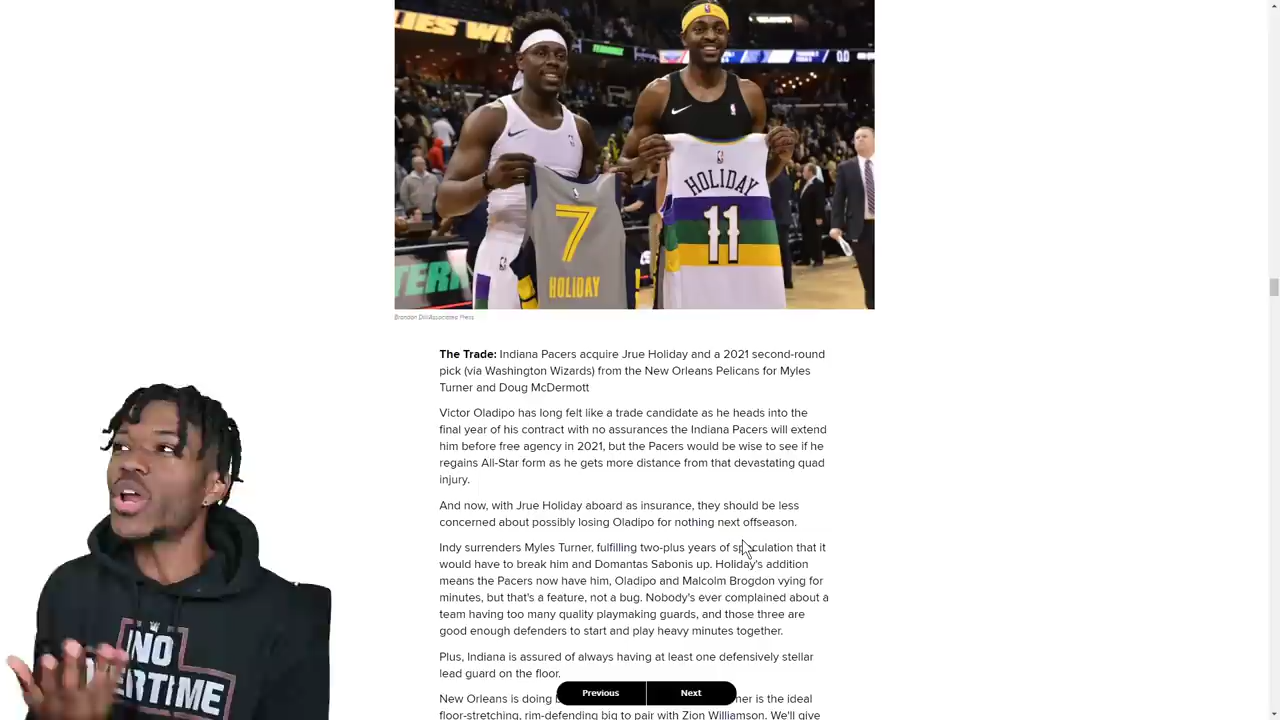 LIES WI
HOLIDAY
11
7
HOLIDAY
TER
Brandon Dill/Associated Press
The Trade: Indiana Pacers acquire Jrue Holiday and a 2021 second-round
pick (via Washington Wizards) from the New Orleans Pelicans for Myles
Turner and Doug McDermott
Victor Oladipo has long felt like a trade candidate as he heads into the
final year of his contract with no assurances the Indiana Pacers will extend
him before free agency in 2021, but the Pacers would be wise to see if he
regains All-Star form as he gets more distance from that devastating quad
injury.
And now, with Jrue Holiday aboard as insurance, they should be less
concerned about possibly losing Oladipo for nothing next offseason.
Indy surrenders Myles Turner, fulfilling two-plus years of speculation that it
would have to break him and Domantas Sabonis up. Holiday's addition
means the Pacers now have him, Oladipo and Malcolm Brogdon vying for
minutes, but that's a feature, not a bug. Nobody's ever complained about a
team having too many quality playmaking guards, and those three are
good enough defenders to start and play heavy minutes together.
Plus, Indiana is assured of always having at least one defensively stellar
lead guard on the floor.
Previous Next
New Orleans is doing ner is the ideal
floor-stretching, rim-defending big to pair with Zion Williamson. We'll give
NO
ERTIME